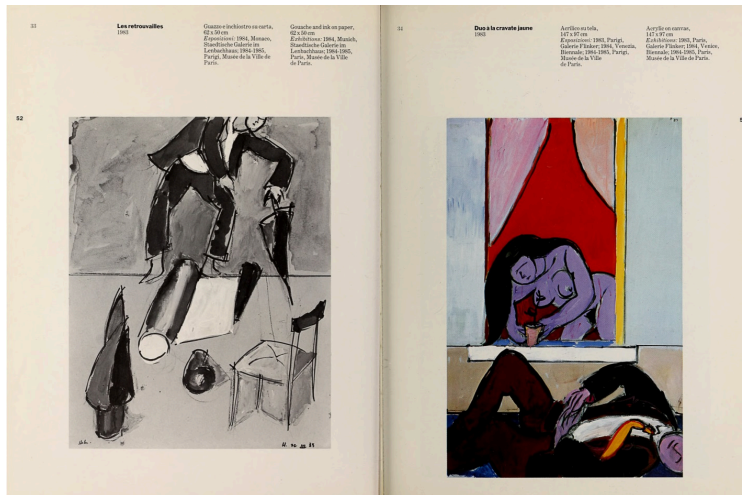 33
Les retrouvailles
1983
Guazzo e inchiostro su carta,
62 x 50 cm
Esposizioni: 1984, Monaco,
Staedtische Galerie im
Lenbachhaus; 1984-1985,
Parigi, Musée de la Ville de
Paris.
Gouache and ink on paper,
62 x 50 cm
Exhibitions: 1984, Munich,
Staedtische Galerie im
Lenbachhaus; 1984-1985,
Paris, Musée de la Ville
de Paris.
52
34
Duo à la cravate jaune
1983
Acrilico su tela,
147 x 97 cm
Esposizioni: 1983, Parigi,
Galerie Flinker; 1984, Venezia,
Biennale; 1984-1985, Parigi,
Musée de la Ville
de Paris.
Acrylic on canvas,
147 x 97 cm
Exhibitions: 1983, Paris,
Galerie Flinker; 1984, Venice,
Biennale; 1984-1985, Paris,
Musée de la Ville de Paris.